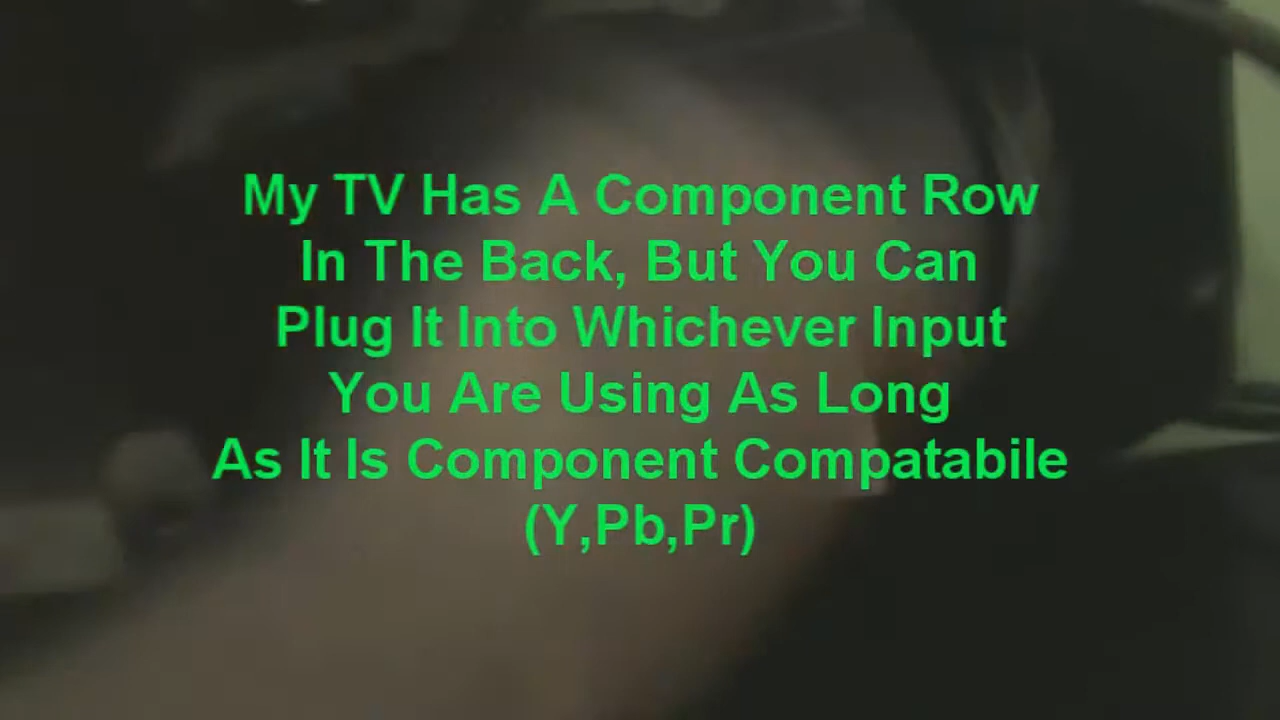 My TV Has A Component Row
In The Back, But You Can
Plug It Into Whichever Input
You Are Using As Long
As It Is Component Compatabile
(Y,Pb,Pr)